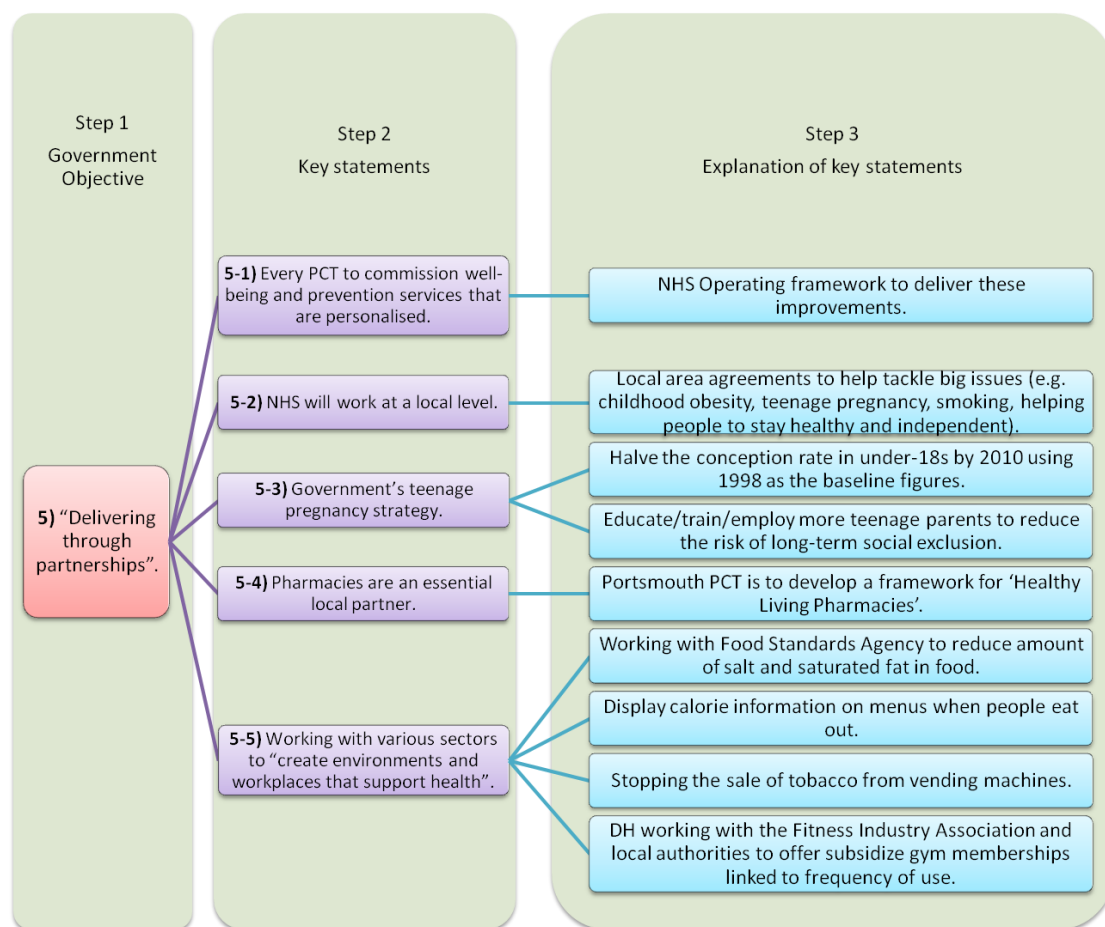 Step 1
Government
Objective
Step 2
Key statements
Step 3
Explanation of key statements
5) “Delivering
through
partnerships”.
5-1) Every PCT to commission well-
being and prevention services that
are personalised.
NHS Operating framework to deliver these
improvements.
5-2) NHS will work at a local level.
Local area agreements to help tackle big issues (e.g.
childhood obesity, teenage pregnancy, smoking, helping
people to stay healthy and independent).
5-3) Government’s teenage
pregnancy strategy.
Halve the conception rate in under-18s by 2010 using
1998 as the baseline figures.
Educate/train/employ more teenage parents to reduce
the risk of long-term social exclusion.
5-4) Pharmacies are an essential
local partner.
Portsmouth PCT is to develop a framework for ‘Healthy
Living Pharmacies’.
5-5) Working with various sectors
to “create environments and
workplaces that support health”.
Working with Food Standards Agency to reduce amount
of salt and saturated fat in food.
Display calorie information on menus when people eat
out.
Stopping the sale of tobacco from vending machines.
DH working with the Fitness Industry Association and
local authorities to offer subsidize gym memberships
linked to frequency of use.